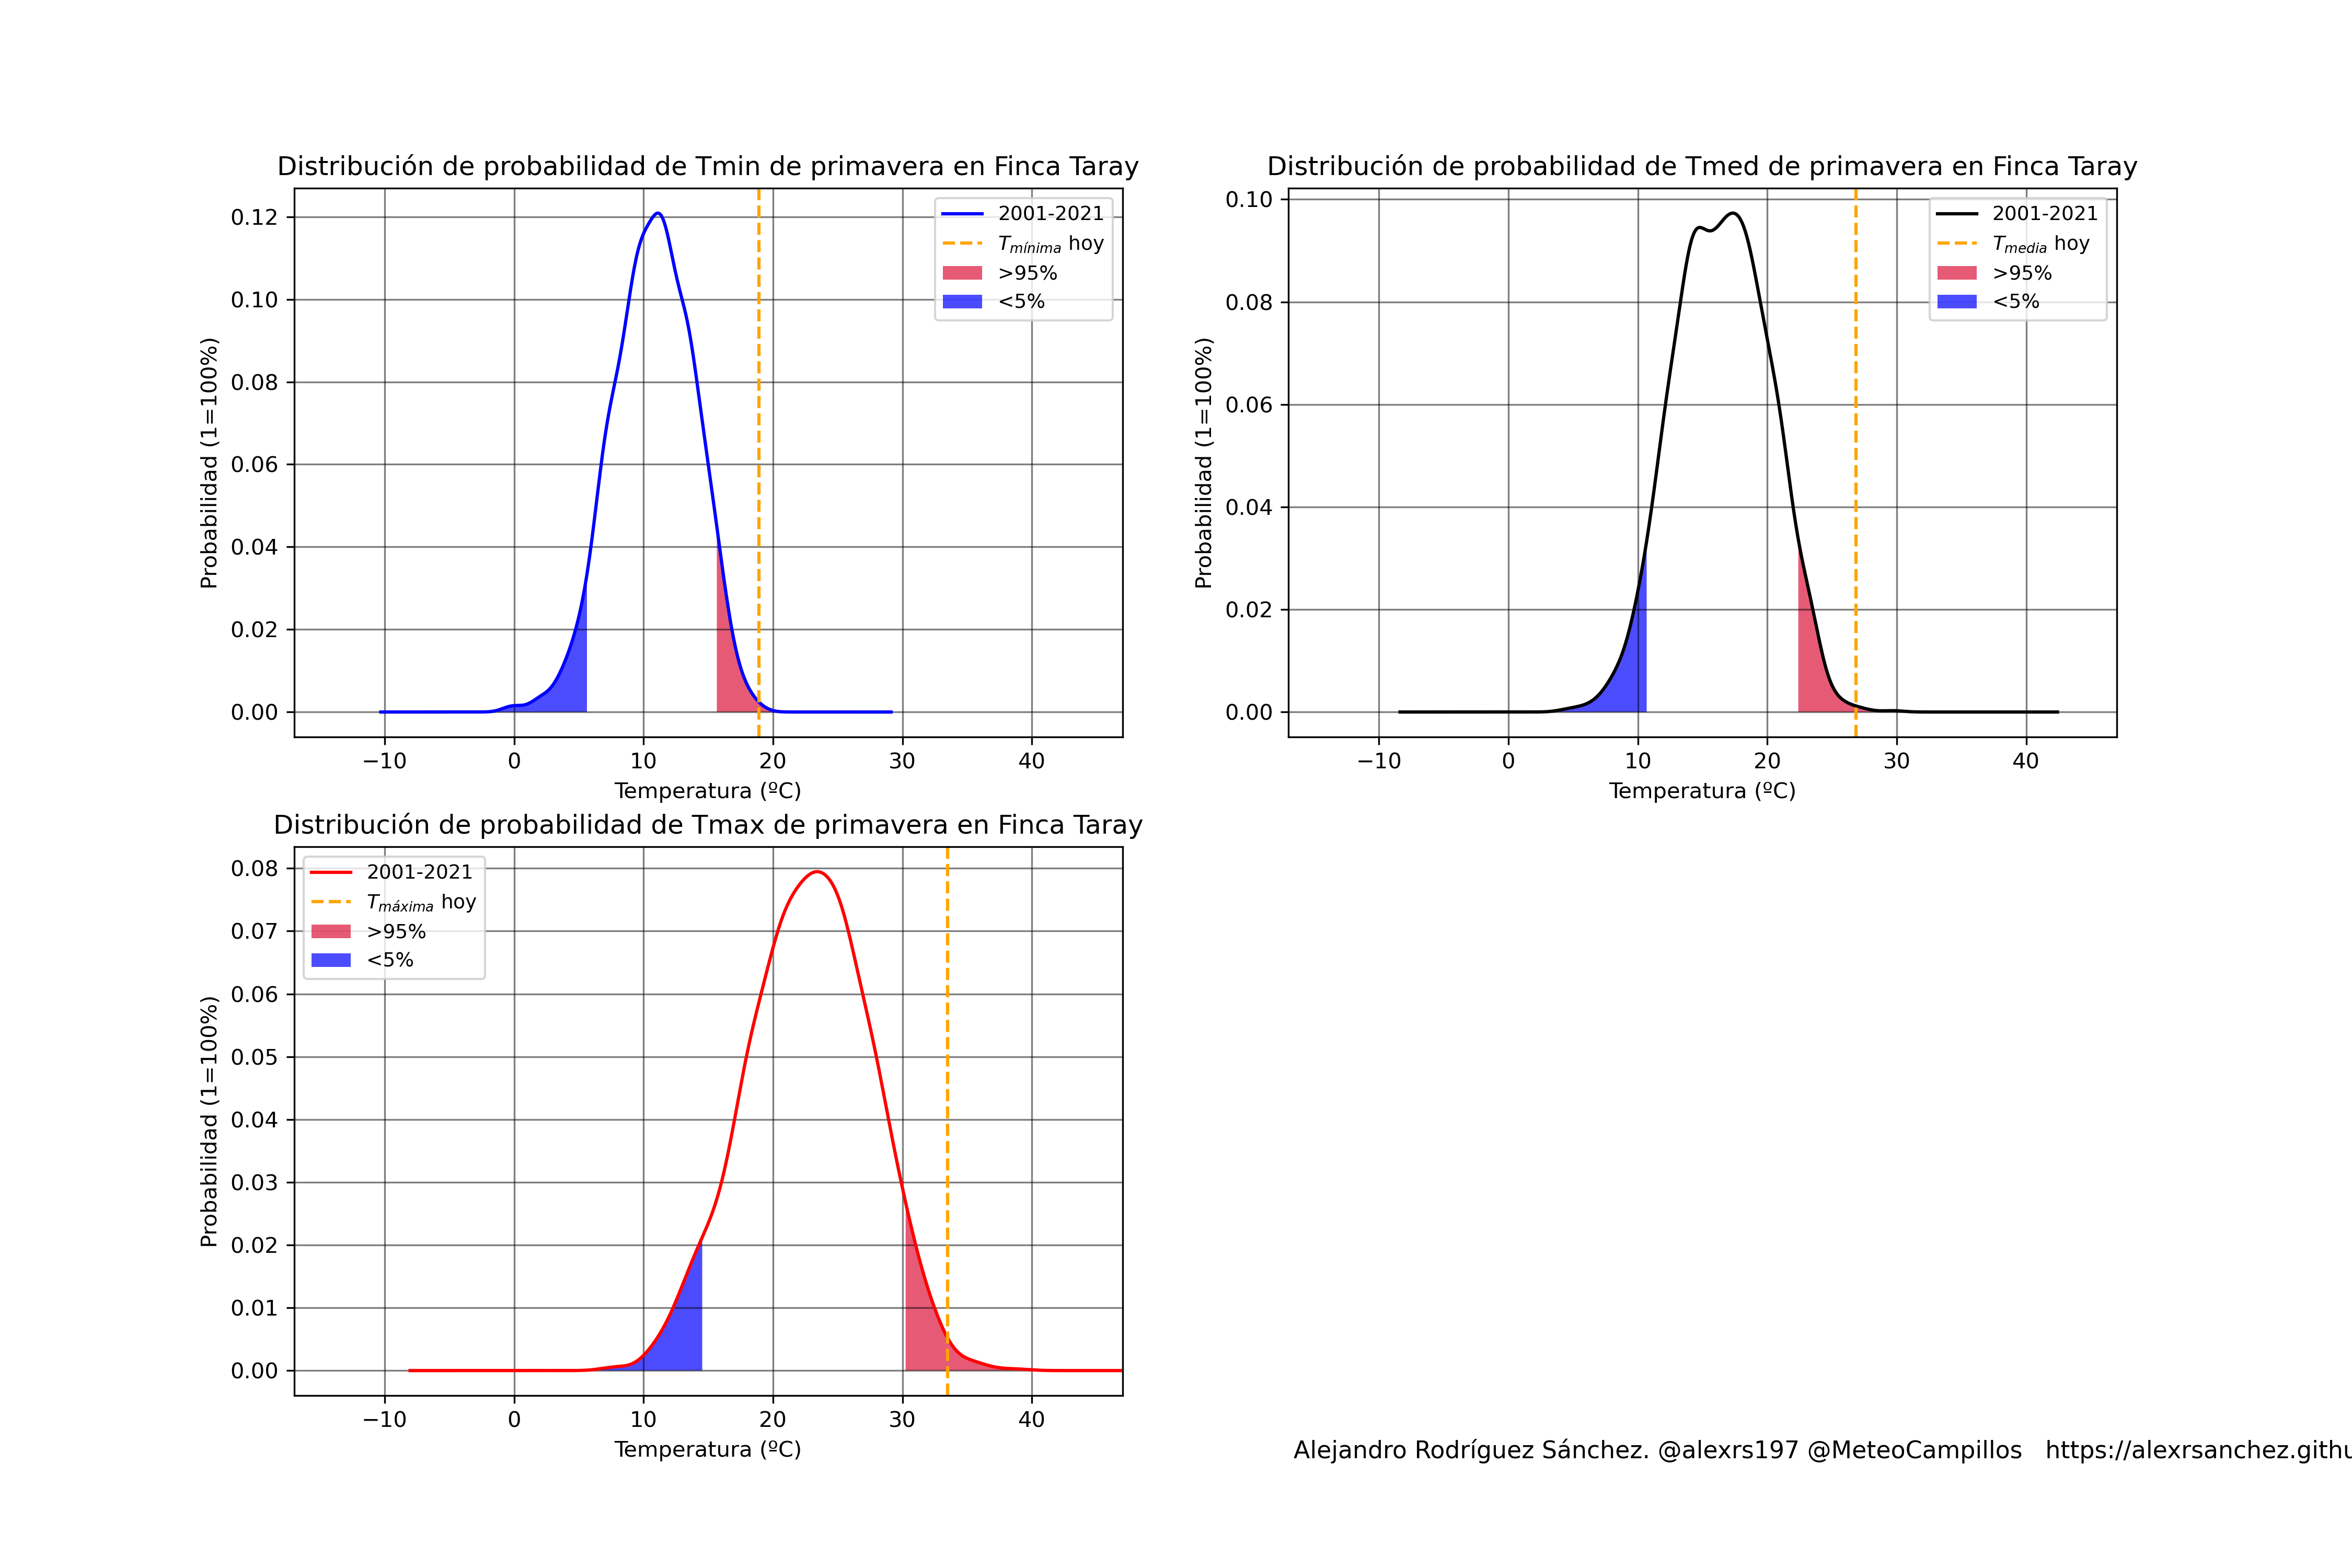 Distribución de probabilidad de Tmin de primavera en Finca Taray
Probabilidad (1=100%)
0.12
0.10
0.08
0.06
0.04
0.02
0.00
2001-2021
Tmínima hoy
>95%
<5%
−10 0 10 20 30 40
Temperatura (ºC)
Distribución de probabilidad de Tmed de primavera en Finca Taray
Probabilidad (1=100%)
0.10
0.08
0.06
0.04
0.02
0.00
2001-2021
Tmedia hoy
>95%
<5%
−10 0 10 20 30 40
Temperatura (ºC)
Distribución de probabilidad de Tmax de primavera en Finca Taray
Probabilidad (1=100%)
0.08
0.07
0.06
0.05
0.04
0.03
0.02
0.01
0.00
2001-2021
Tmáxima hoy
>95%
<5%
−10 0 10 20 30 40
Temperatura (ºC)
Alejandro Rodríguez Sánchez. @alexrs197 @MeteoCampillos https://alexrsanchez.githu